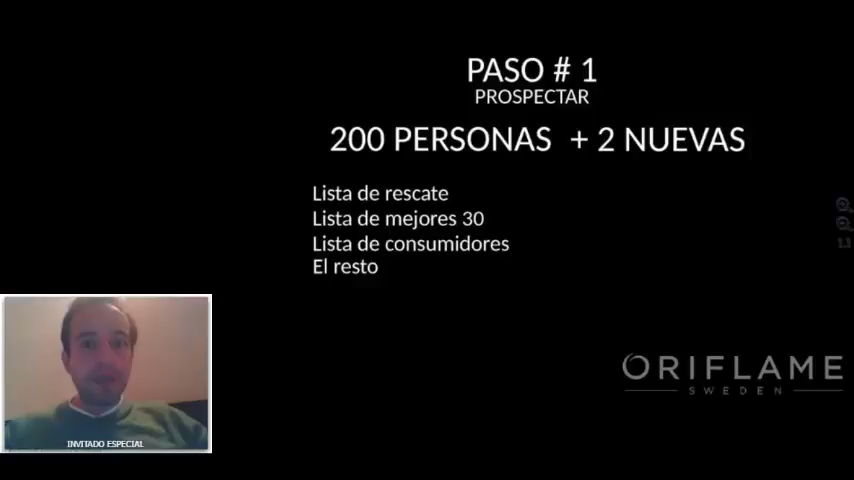 PASO # 1
PROSPECTAR
200 PERSONAS + 2 NUEVAS
Lista de rescate
Lista de mejores 30
Lista de consumidores
El resto
ORIFLAME
SWEDEN
INVITADO ESPECIAL